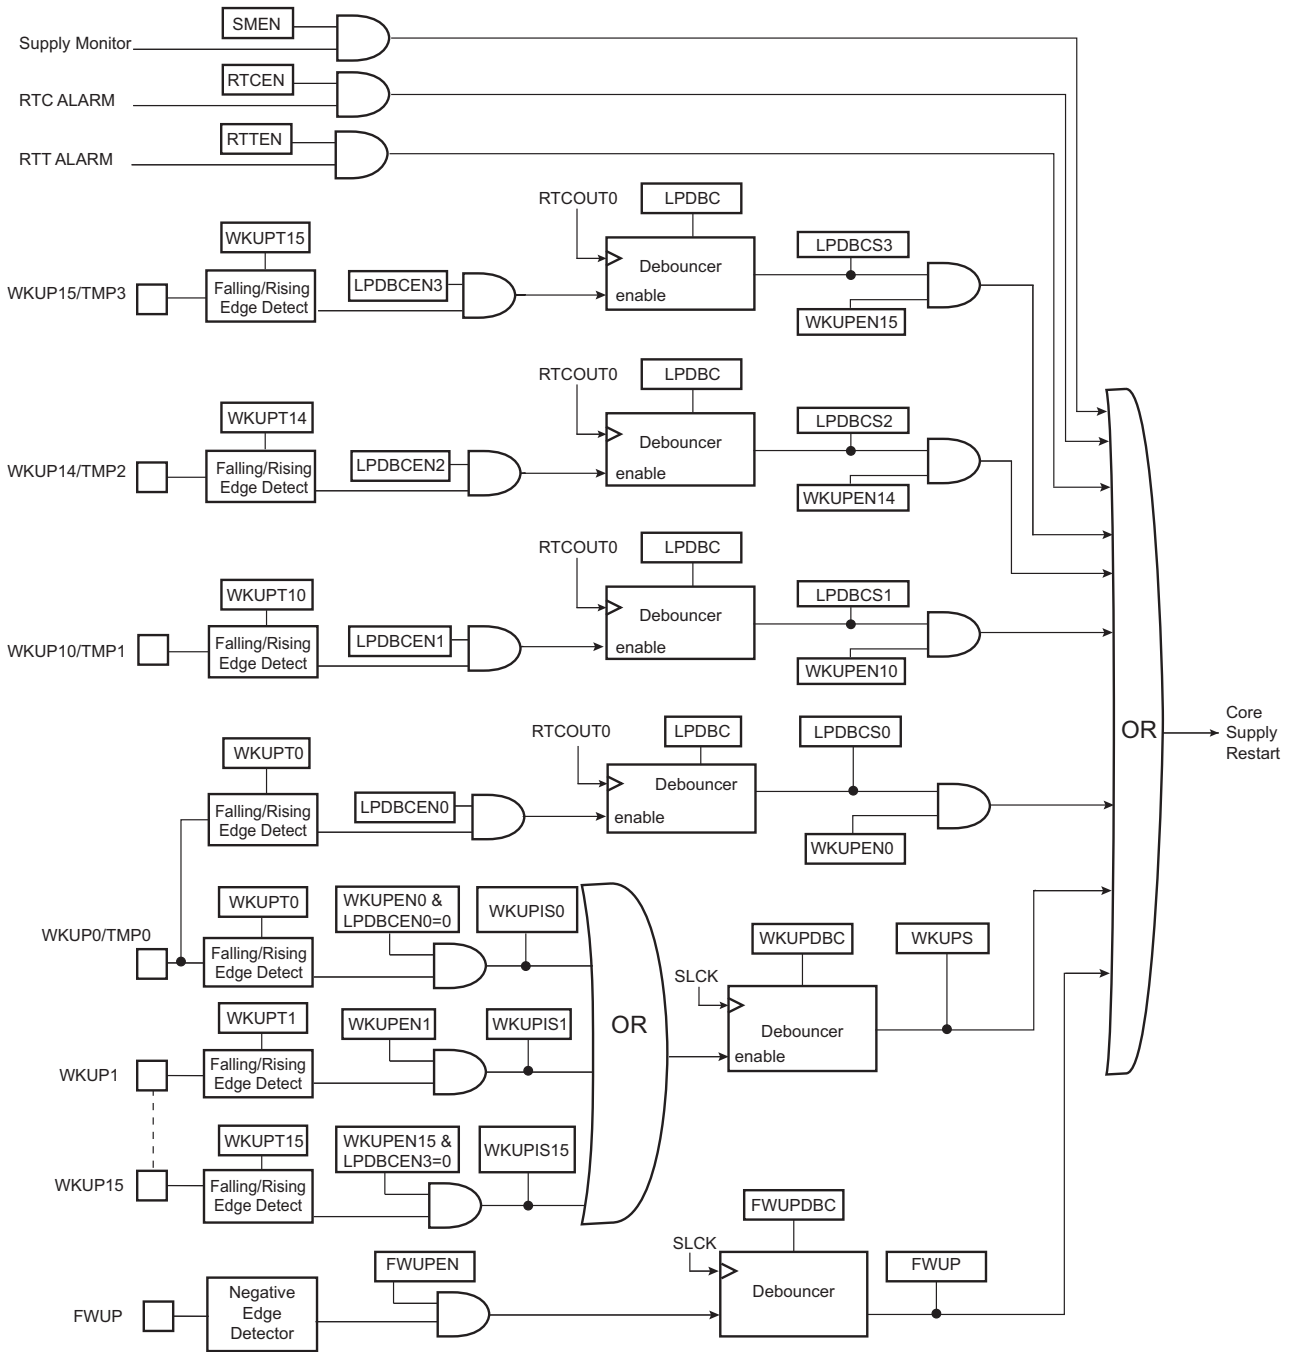 SMEN
Supply Monitor
RTCEN
RTC ALARM
RTTEN
RTT ALARM
RTCOUT0
LPDBC
WKUPT15
LPDBCS3
Debouncer
Falling/Rising
Edge Detect
LPDBCEN3
WKUP15/TMP3
enable
WKUPEN15
RTCOUT0
LPDBC
WKUPT14
LPDBCS2
Debouncer
Falling/Rising
Edge Detect
LPDBCEN2
WKUP14/TMP2
enable
WKUPEN14
RTCOUT0
LPDBC
WKUPT10
LPDBCS1
Debouncer
Falling/Rising
Edge Detect
LPDBCEN1
WKUP10/TMP1
enable
WKUPEN10
RTCOUT0
LPDBC
LPDBCS0
OR
Core
Supply
Restart
WKUPT0
Debouncer
Falling/Rising
Edge Detect
LPDBCEN0
enable
WKUPEN0
WKUPT0
WKUPEN0 &
LPDBCEN0=0
WKUPIS0
WKUP0/TMP0
Falling/Rising
Edge Detect
WKUPDBC
WKUPS
SLCK
WKUPT1
WKUPEN1
WKUPIS1
OR
Debouncer
enable
WKUP1
Falling/Rising
Edge Detect
WKUPT15
WKUPEN15 &
LPDBCEN3=0
WKUPIS15
WKUP15
Falling/Rising
Edge Detect
FWUPDBC
SLCK
FWUPEN
FWUP
Debouncer
FWUP
Negative
Edge
Detector